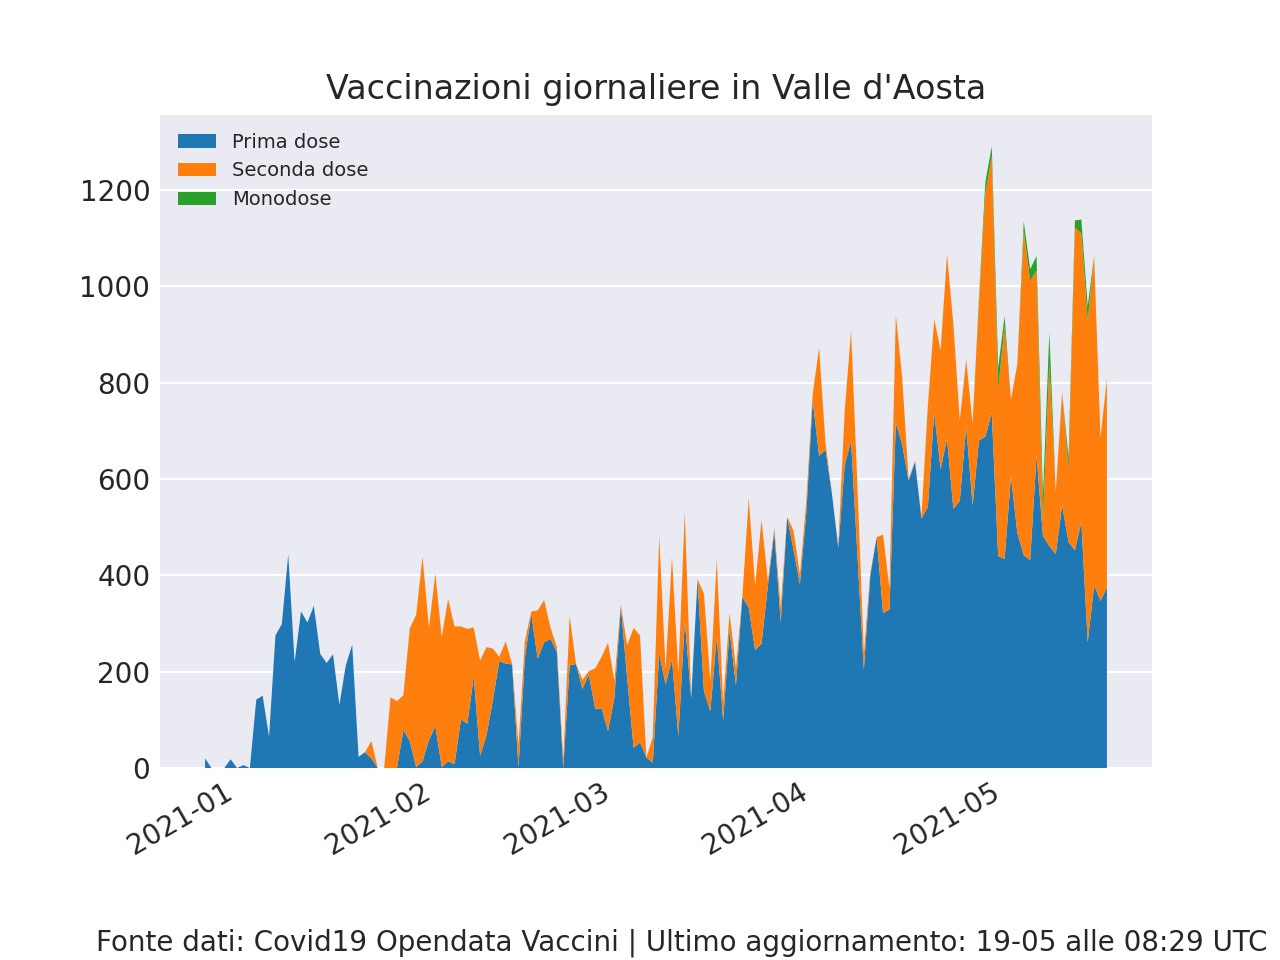 Vaccinazioni giornaliere in Valle d'Aosta
Prima dose
Seconda dose
Monodose
1200
1000
800
600
400
200
0
2021-01
2021-02
2021-03
2021-04
2021-05
Fonte dati: Covid19 Opendata Vaccini | Ultimo aggiornamento: 19-05 alle 08:29 UTC